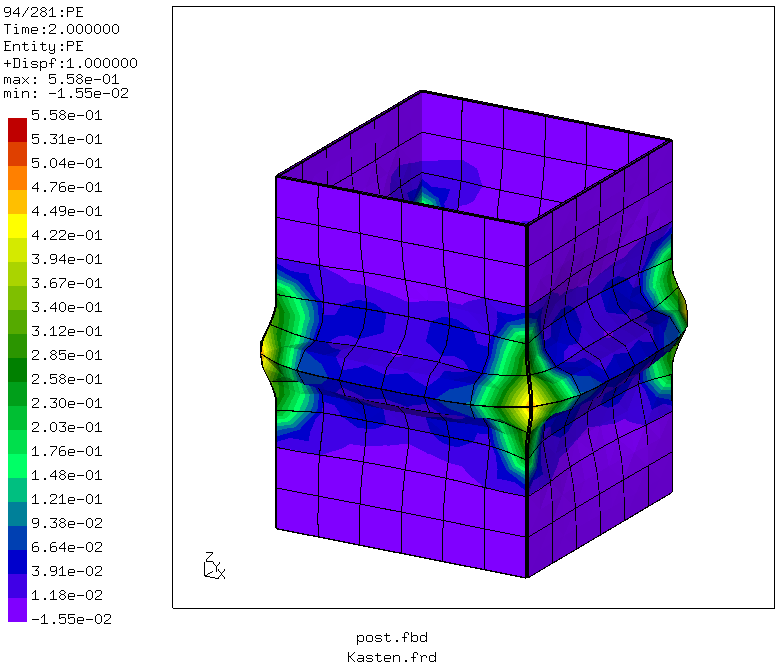 94/281:PE
Time:2.000000
Entity:PE
+Dispf:1.000000
max: 5.58e-01
min: -1.55e-02
5.58e-01
5.31e-01
5.04e-01
4.76e-01
4.49e-01
4.22e-01
3.94e-01
3.67e-01
3.40e-01
3.12e-01
2.85e-01
2.58e-01
2.30e-01
2.03e-01
1.76e-01
1.48e-01
1.21e-01
9.38e-02
6.64e-02
3.91e-02
1.18e-02
-1.55e-02
Z
Y
X
post.fbd
Kasten.frd